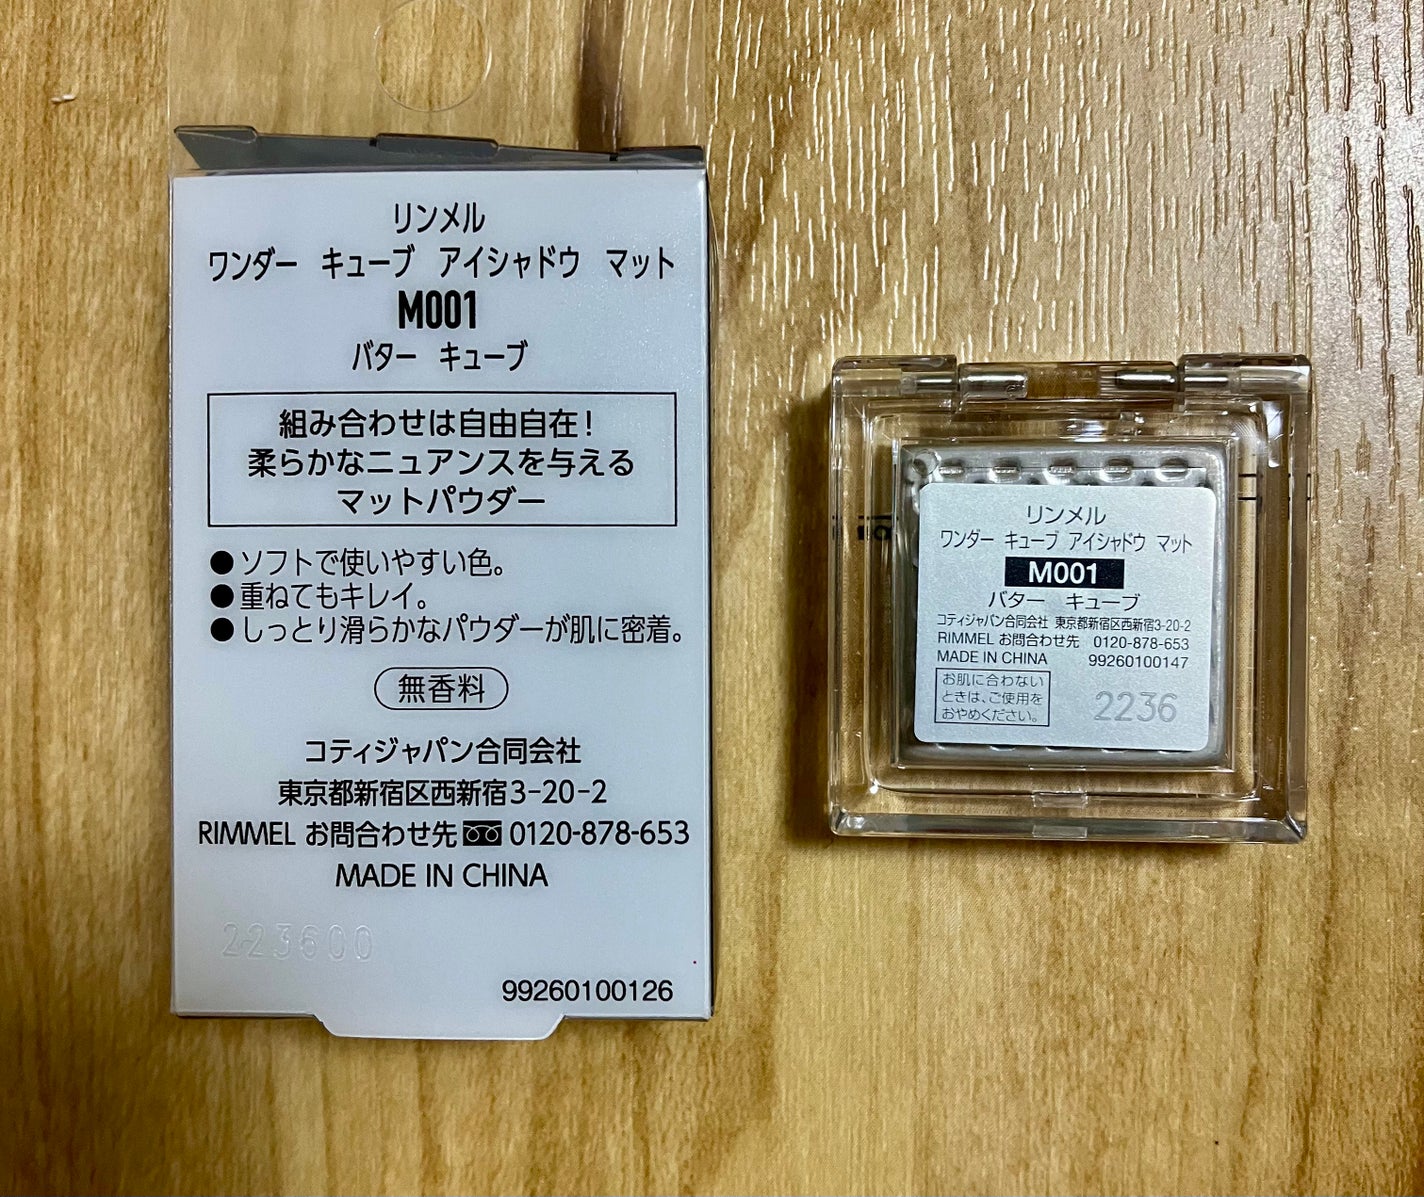 リンメル
ワンダー キューブ アイシャドウ マット
M001
バター キューブ
組み合わせは自由自在！
柔らかなニュアンスを与える
マットパウダー
●ソフトで使いやすい色。
●重ねてもキレイ。
●しっとり滑らかなパウダーが肌に密着。
無香料
コティジャパン合同会社
東京都新宿区西新宿3-20-2
RIMMEL お問合わせ先 0120-878-653
MADE IN CHINA
223600
99260100126
リンメル
ワンダー キューブ アイシャドウ マット
M001
バター キューブ
コティジャパン合同会社 東京都新宿区西新宿3-20-2
RIMMEL お問合わせ先 0120-878-653
MADE IN CHINA 99260100147
お肌に合わない
ときは、ご使用を
おやめください。
2236